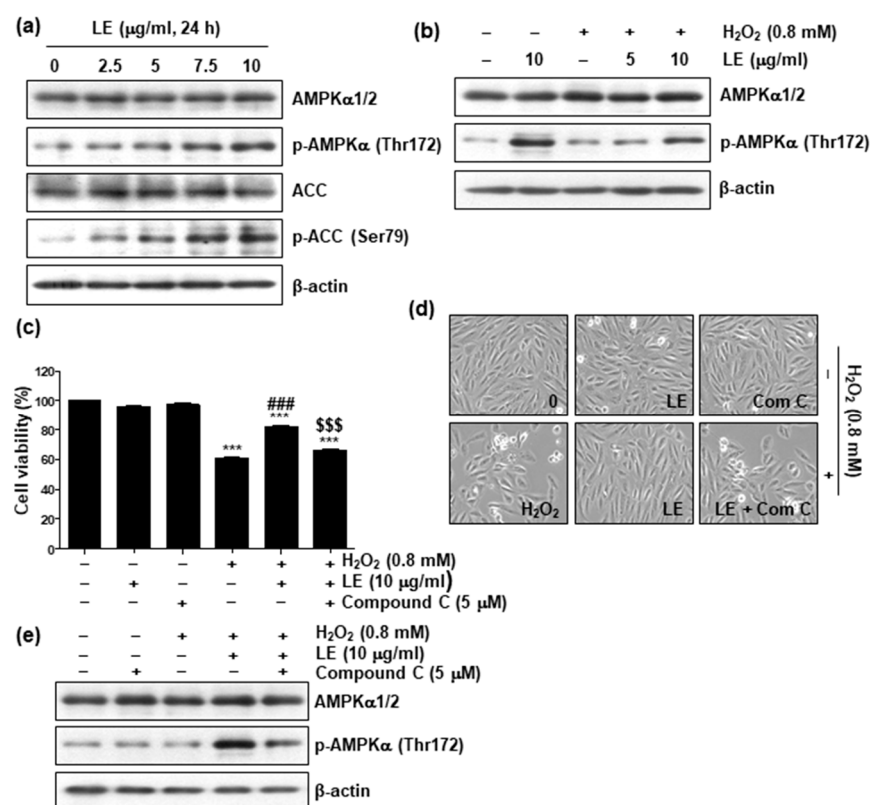 (a)
LE (μg/ml, 24 h)
0 2.5 5 7.5 10
AMPKα1/2
p-AMPKα (Thr172)
ACC
p-ACC (Ser79)
β-actin
(b)
– – + + + H₂O₂ (0.8 mM)
– 10 – 5 10 LE (μg/ml)
AMPKα1/2
p-AMPKα (Thr172)
β-actin
(c)
Cell viability (%)
120
100
80
60
40
20
0
***
###
***
$$$
***
– – – + + + H₂O₂ (0.8 mM)
– + – – + + LE (10 μg/ml)
– – + – – + Compound C (5 μM)
(d)
0 LE Com C
H₂O₂ LE LE + Com C
– + H₂O₂ (0.8 mM)
(e)
– – + + + H₂O₂ (0.8 mM)
– – – + + LE (10 μg/ml)
– + – – + Compound C (5 μM)
AMPKα1/2
p-AMPKα (Thr172)
β-actin